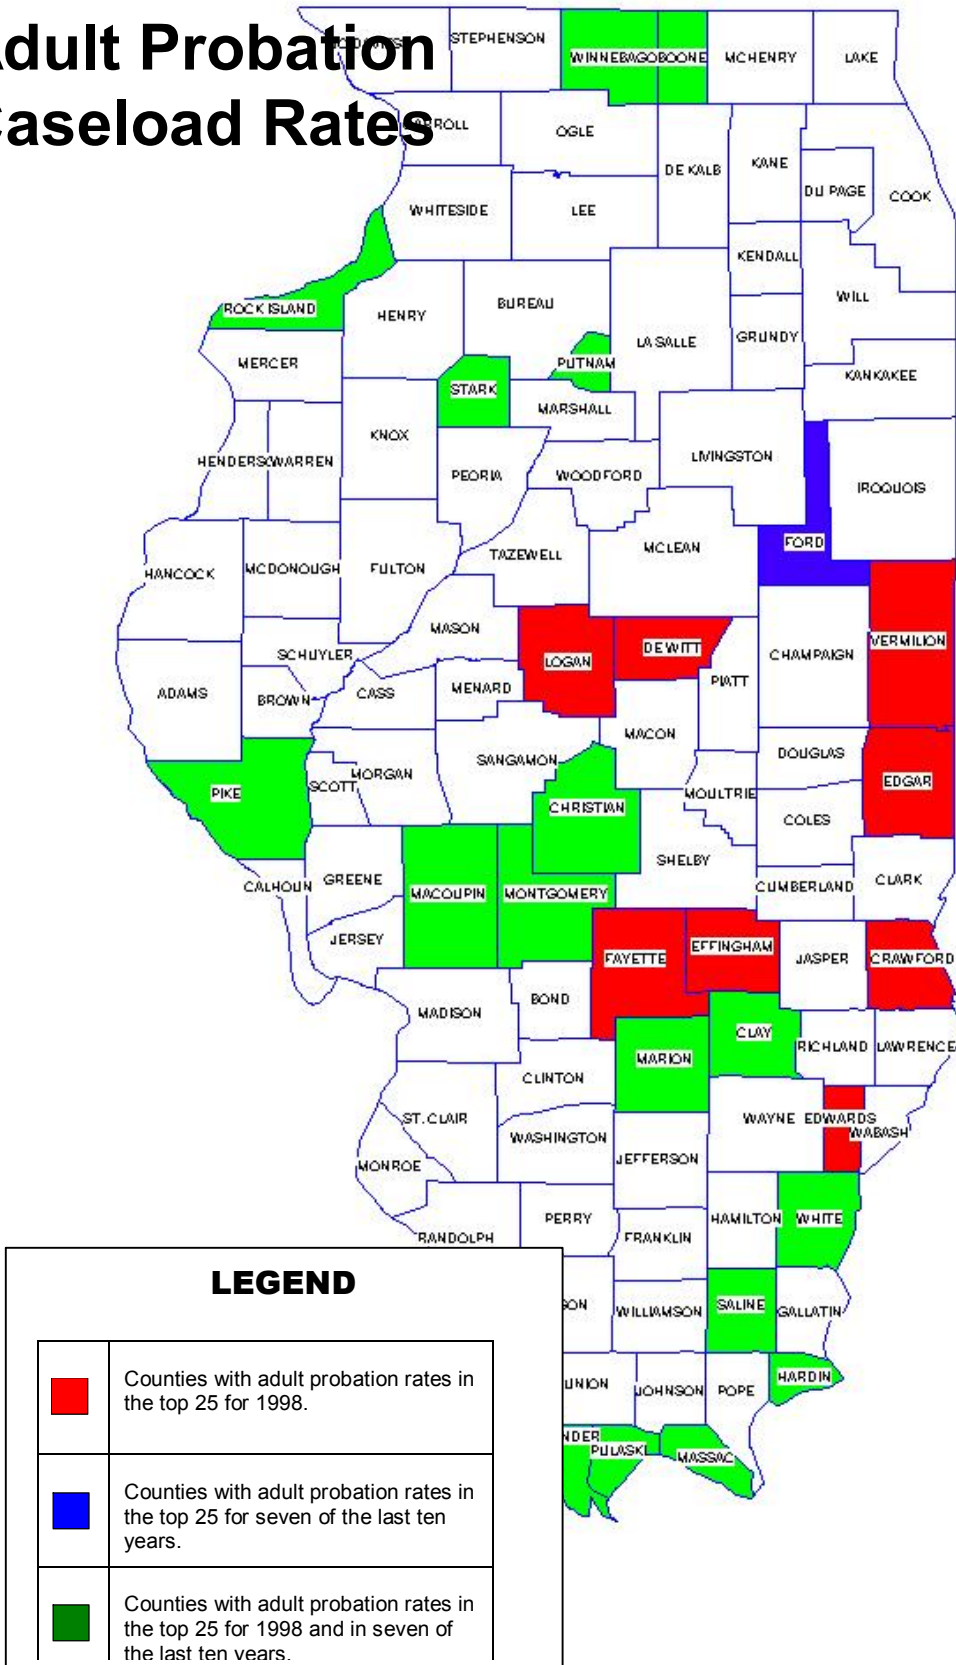 Adult Probation
Caseload Rates
STEPHENSON
WINNEBAGO
BOONE
MCHENRY
LAKE
OGLE
DE KALB
KANE
DU PAGE
COOK
WHITESIDE
LEE
KENDALL
ROCK ISLAND
HENRY
BUREAU
LA SALLE
GRUNDY
WILL
MERCER
STARK
PUTNAM
KANKAKEE
MARSHALL
KNOX
HENDERSO
WARREN
PEORIA
WOODFORD
LIVINGSTON
IROQUOIS
HANCOCK
MCDONOUGH
FULTON
TAZEWELL
MCLEAN
FORD
MASON
SCHUYLER
LOGAN
DE WITT
CHAMPAIGN
VERMILION
ADAMS
BROWN
CASS
MENARD
PIATT
MACON
SANGAMON
DOUGLAS
PIKE
SCOTT
MORGAN
CHRISTIAN
MOULTRIE
EDGAR
COLES
SHELBY
CALHOUN
GREENE
MACOUPIN
MONTGOMERY
CUMBERLAND
CLARK
JERSEY
FAYETTE
EFFINGHAM
JASPER
CRAWFORD
MADISON
BOND
CLAY
RICHLAND
LAWRENCE
MARION
CLINTON
ST. CLAIR
WASHINGTON
WAYNE
EDWARDS
WABASH
MONROE
JEFFERSON
RANDOLPH
PERRY
FRANKLIN
HAMILTON
WHITE
SON
WILLIAMSON
SALINE
GALLATIN
UNION
JOHNSON
POPE
HARDIN
NDER
PULASKI
MASSAC
LEGEND
Counties with adult probation rates in
the top 25 for 1998.
Counties with adult probation rates in
the top 25 for seven of the last ten
years.
Counties with adult probation rates in
the top 25 for 1998 and in seven of
the last ten years.